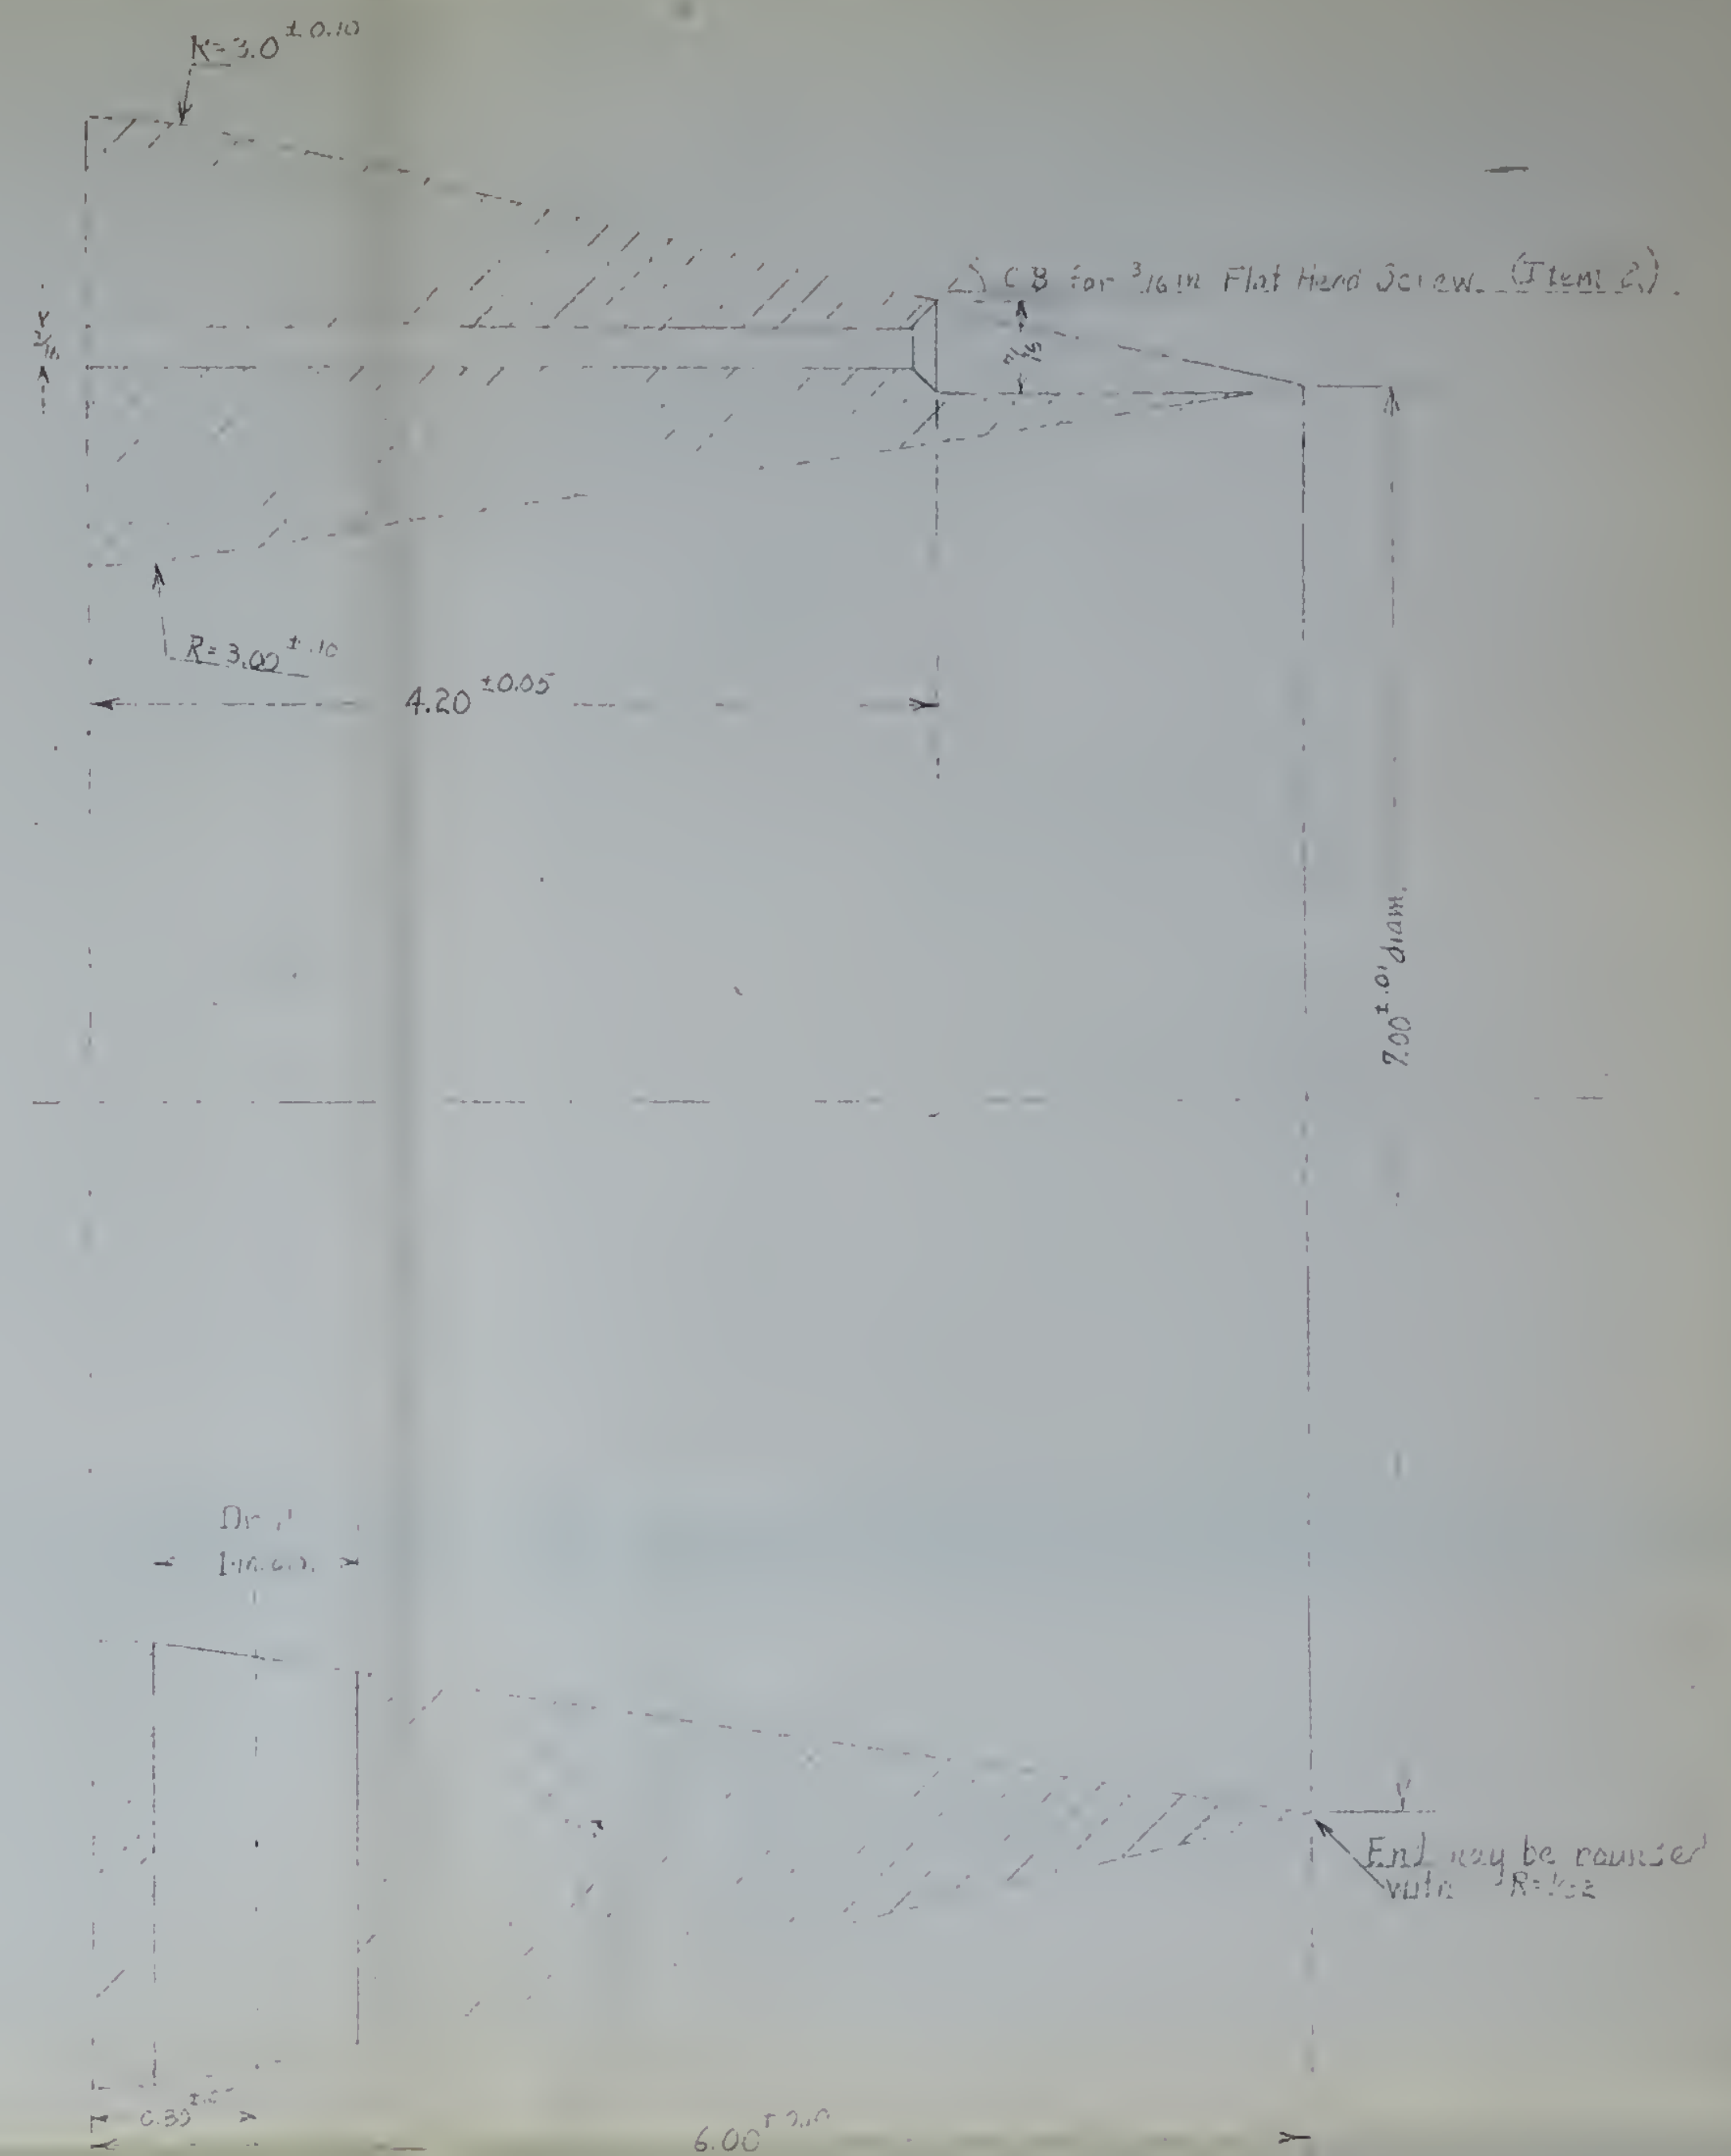 R=3.0 ± 0.10
CB for 3/16 in Flat Head Screw. (Item 2).
R=3.00 ±.10
4.20 ±0.05
7.00 ±.01 diam.
End may be rounded
with R=
6.00